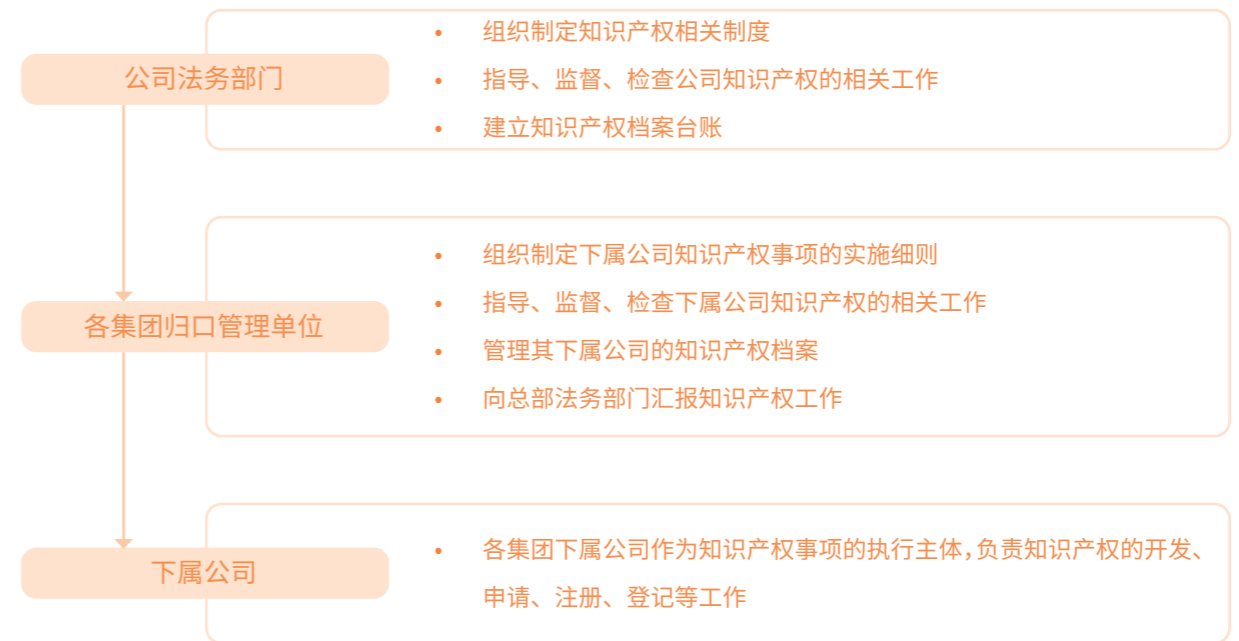 公司法务部门
• 组织制定知识产权相关制度
• 指导、监督、检查公司知识产权的相关工作
• 建立知识产权档案台账
各集团归口管理单位
• 组织制定下属公司知识产权事项的实施细则
• 指导、监督、检查下属公司知识产权的相关工作
• 管理其下属公司的知识产权档案
• 向总部法务部门汇报知识产权工作
下属公司
• 各集团下属公司作为知识产权事项的执行主体，负责知识产权的开发、
申请、注册、登记等工作